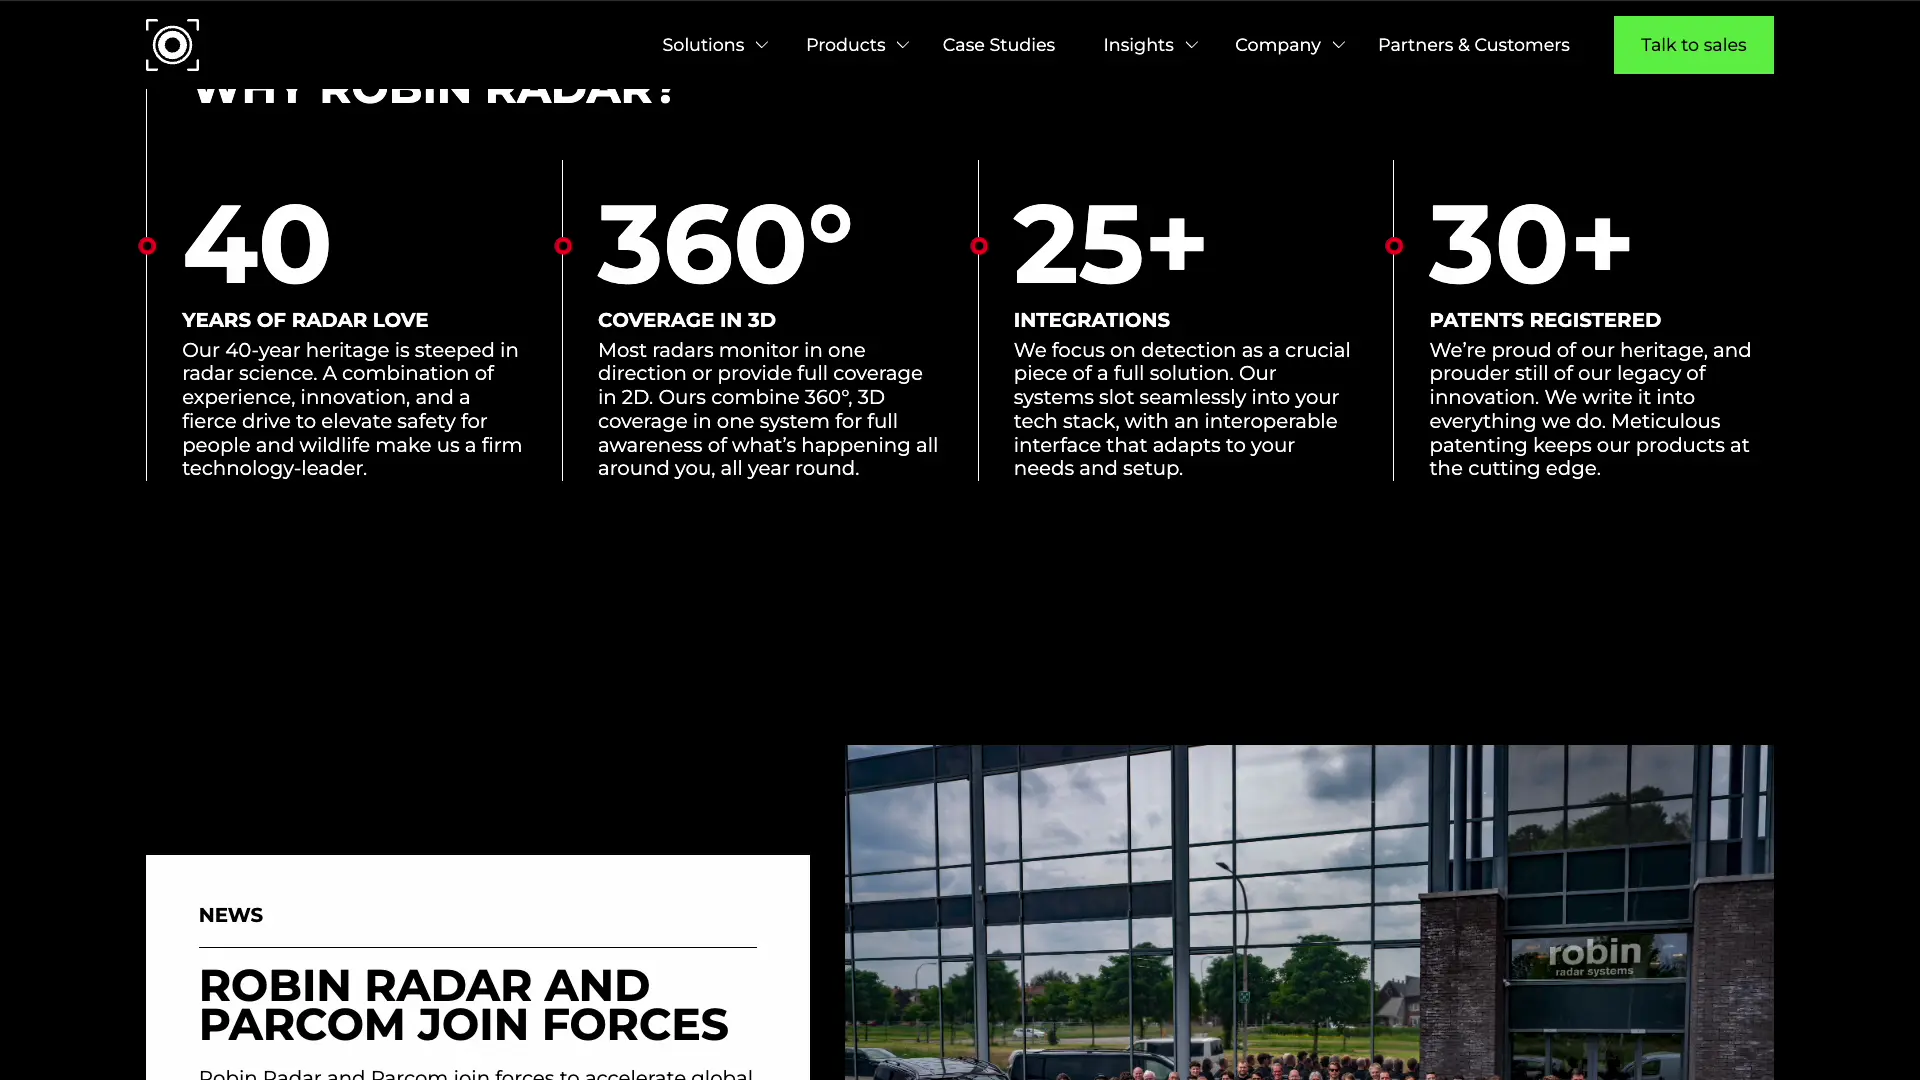 Solutions
Products
Case Studies
Insights
Company
Partners & Customers
Talk to sales
WHY ROBIN RADAR?
40
YEARS OF RADAR LOVE
Our 40-year heritage is steeped in
radar science. A combination of
experience, innovation, and a
fierce drive to elevate safety for
people and wildlife make us a firm
technology-leader.
360°
COVERAGE IN 3D
Most radars monitor in one
direction or provide full coverage
in 2D. Ours combine 360°, 3D
coverage in one system for full
awareness of what’s happening all
around you, all year round.
25+
INTEGRATIONS
We focus on detection as a crucial
piece of a full solution. Our
systems slot seamlessly into your
tech stack, with an interoperable
interface that adapts to your
needs and setup.
30+
PATENTS REGISTERED
We’re proud of our heritage, and
prouder still of our legacy of
innovation. We write it into
everything we do. Meticulous
patenting keeps our products at
the cutting edge.
NEWS
ROBIN RADAR AND
PARCOM JOIN FORCES
Robin Radar and Parcom join forces to accelerate global
robin
radar systems